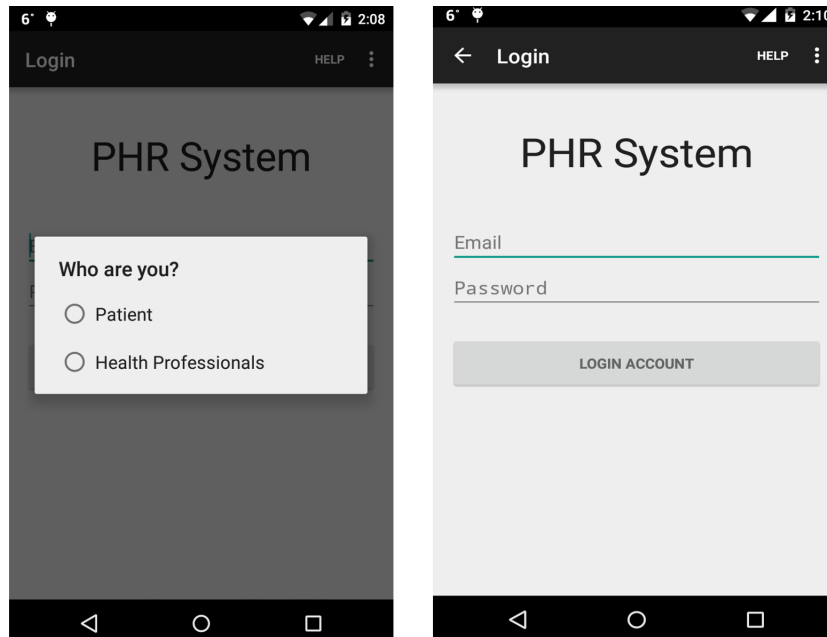 6° 2:08
Login HELP
PHR System
Who are you?
Patient
Health Professionals
6° 2:10
Login HELP
PHR System
Email
Password
LOGIN ACCOUNT